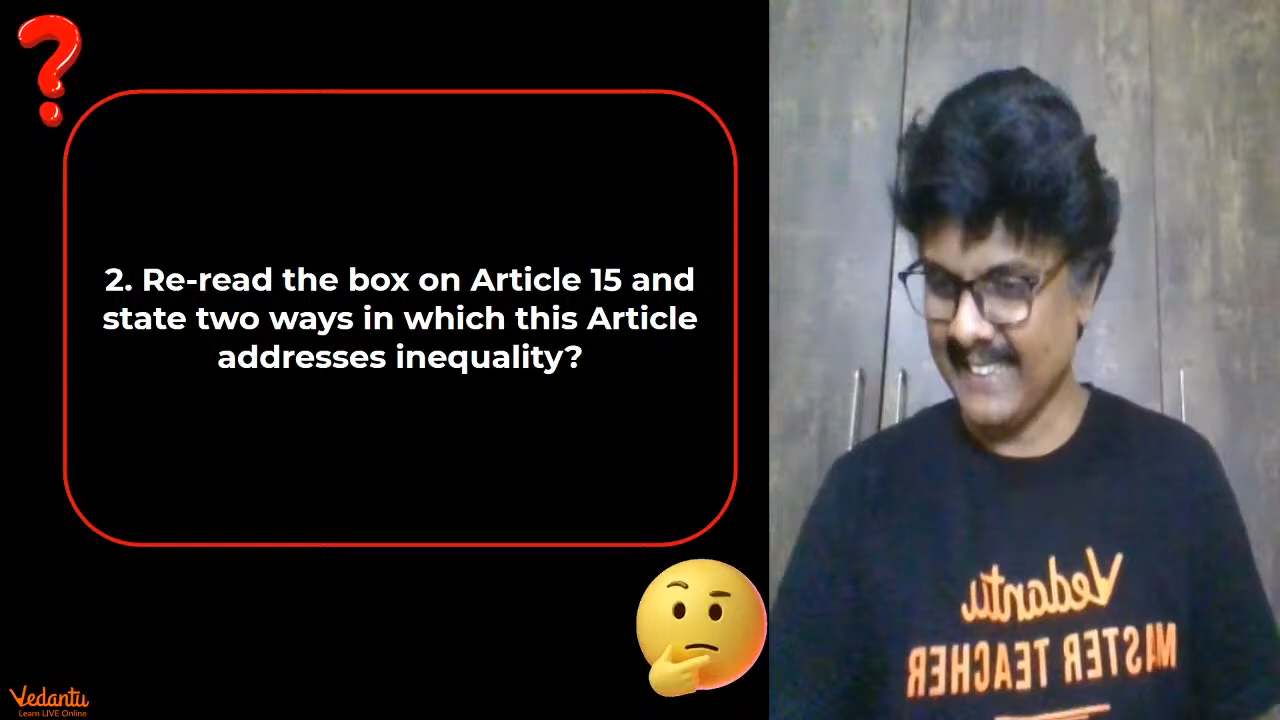 2. Re-read the box on Article 15 and
state two ways in which this Article
addresses inequality?
Vedantu
Learn LIVE Online
Vedantu
MASTER TEACHER